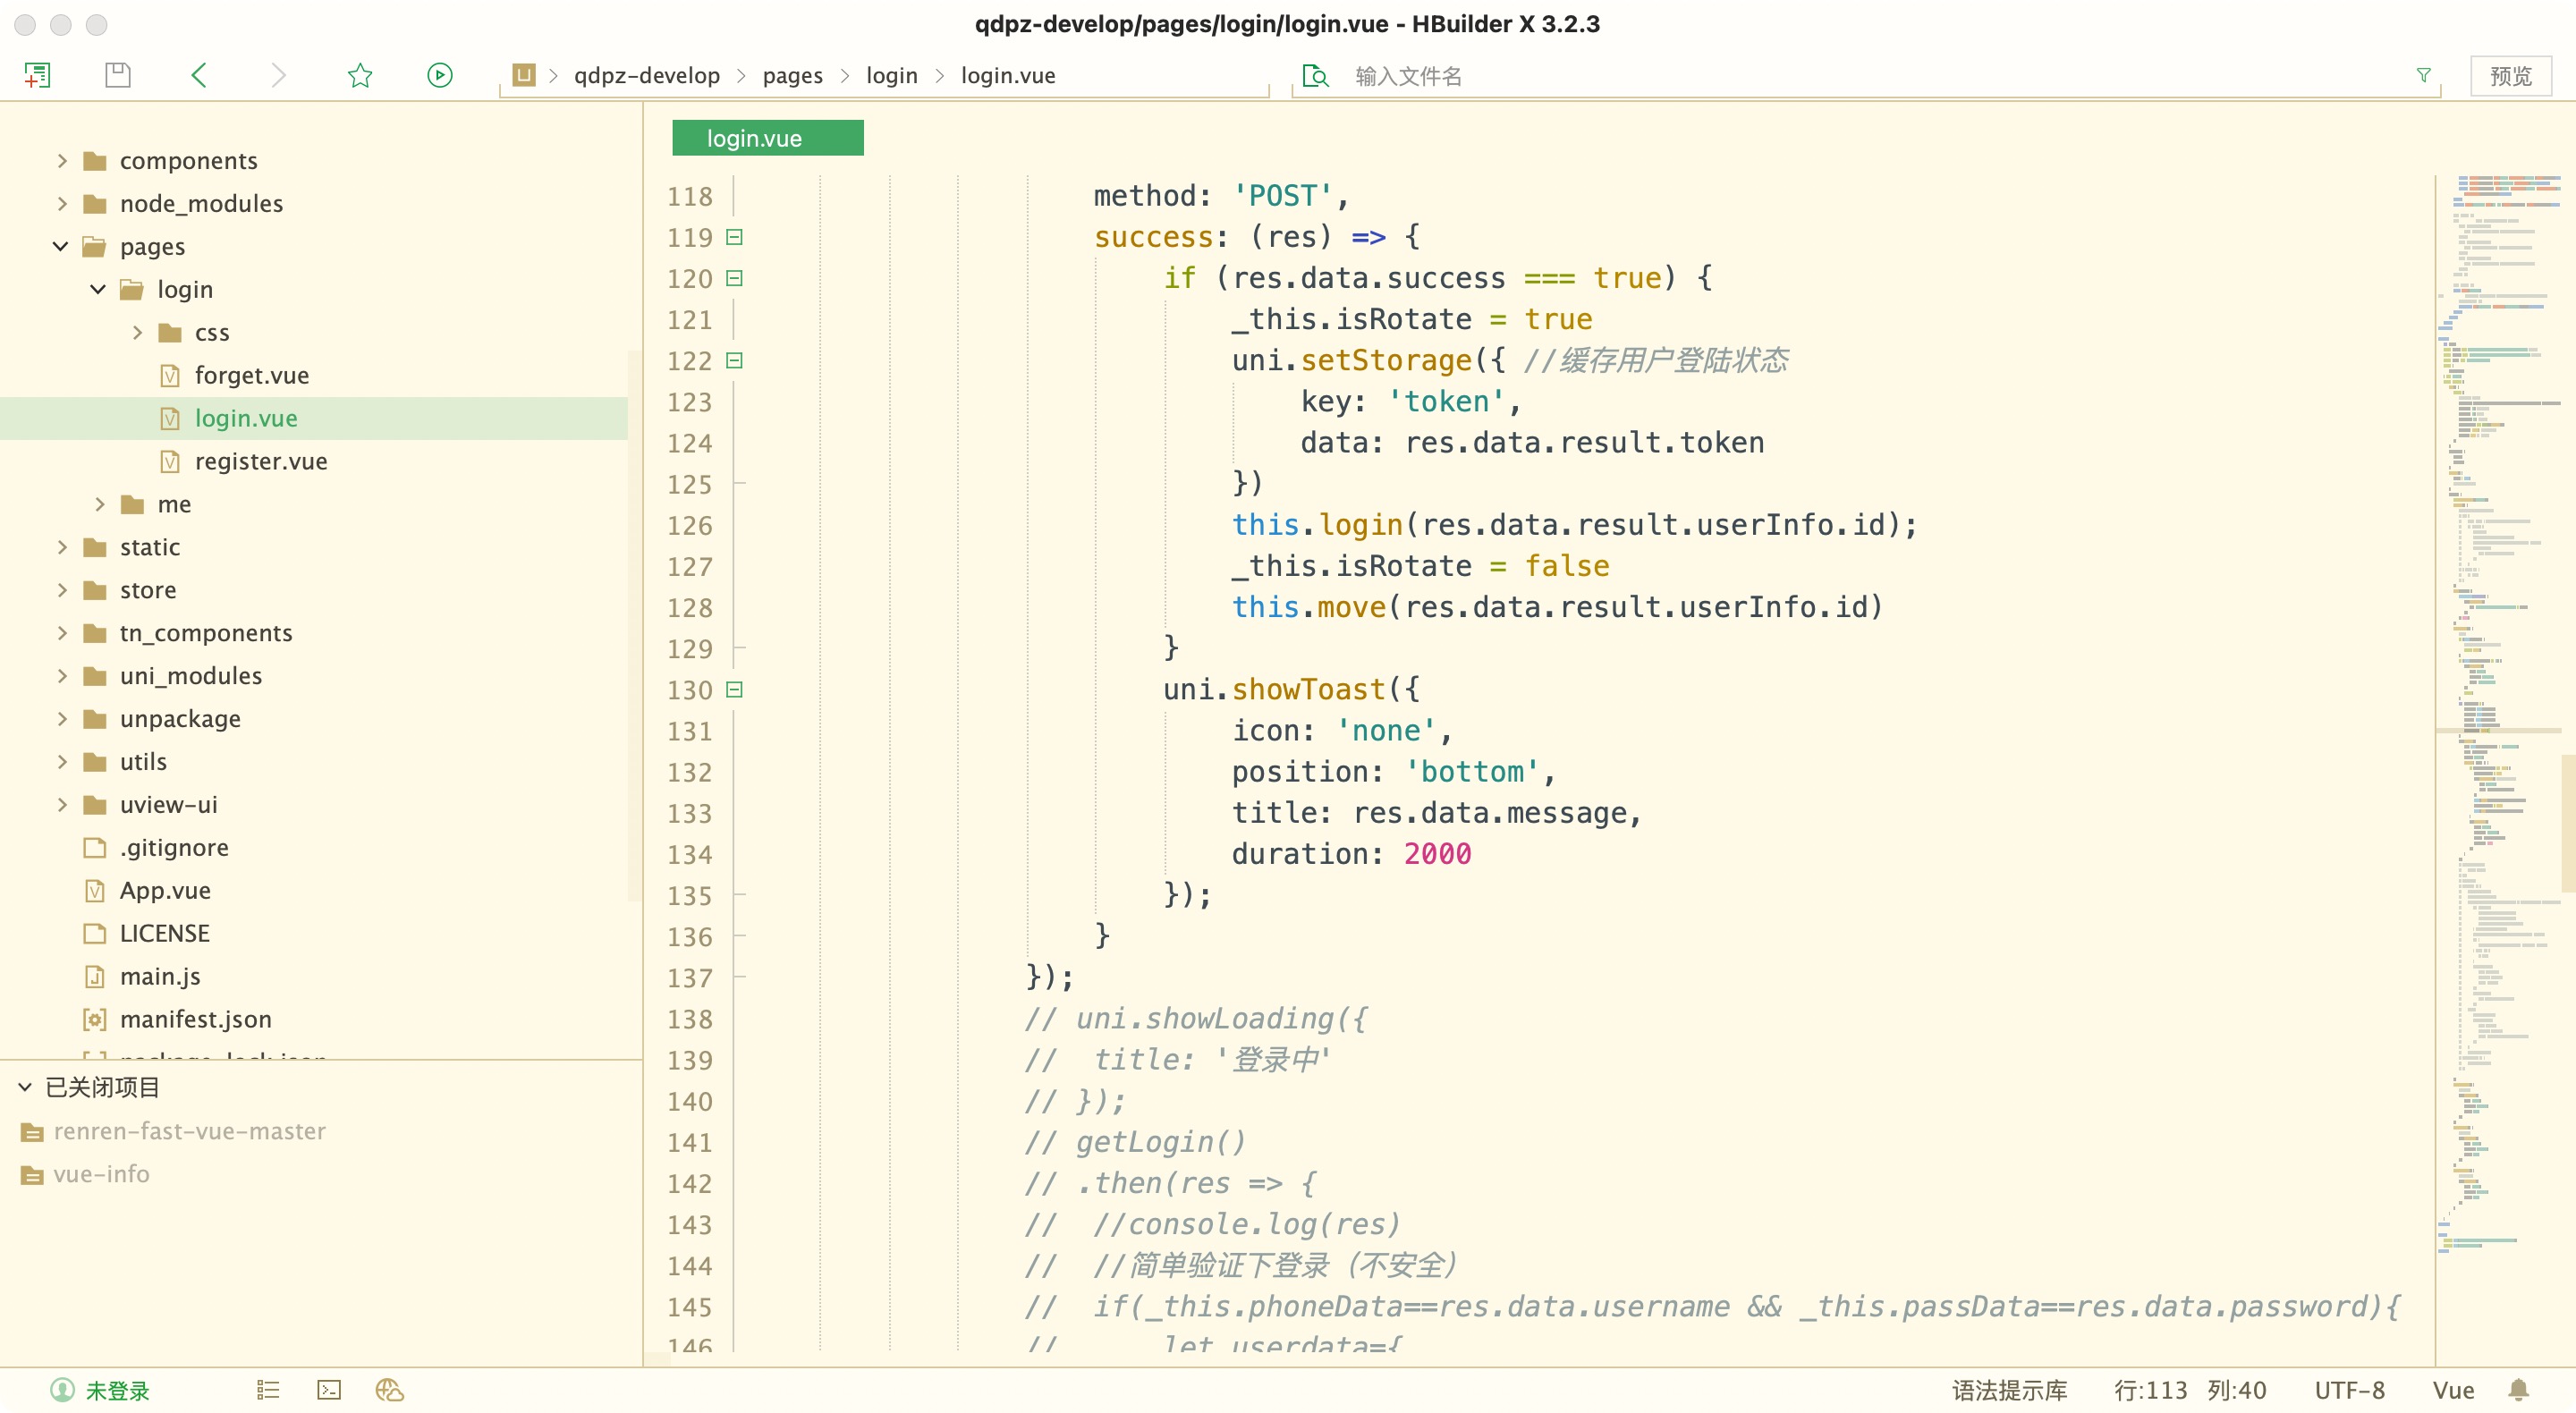 qdpz-develop/pages/login/login.vue - HBuilder X 3.2.3
qdpz-develop pages login login.vue
输入文件名
预览
components
node_modules
pages
login
css
forget.vue
login.vue
register.vue
me
static
store
tn_components
uni_modules
unpackage
utils
uview-ui
.gitignore
App.vue
LICENSE
main.js
manifest.json
已关闭项目
renren-fast-vue-master
vue-info
login.vue
118 method: 'POST',
119 success: (res) => {
120 if (res.data.success === true) {
121 _this.isRotate = true
122 uni.setStorage({ //缓存用户登陆状态
123 key: 'token',
124 data: res.data.result.token
125 })
126 this.login(res.data.result.userInfo.id);
127 _this.isRotate = false
128 this.move(res.data.result.userInfo.id)
129 }
130 uni.showToast({
131 icon: 'none',
132 position: 'bottom',
133 title: res.data.message,
134 duration: 2000
135 });
136 }
137 });
138 // uni.showLoading({
139 // title: '登录中'
140 // });
141 // getLogin()
142 // .then(res => {
143 // //console.log(res)
144 // //简单验证下登录（不安全）
145 // if(_this.phoneData==res.data.username && _this.passData==res.data.password){
146 // let userdata={
未登录
语法提示库 行:113 列:40 UTF-8 Vue